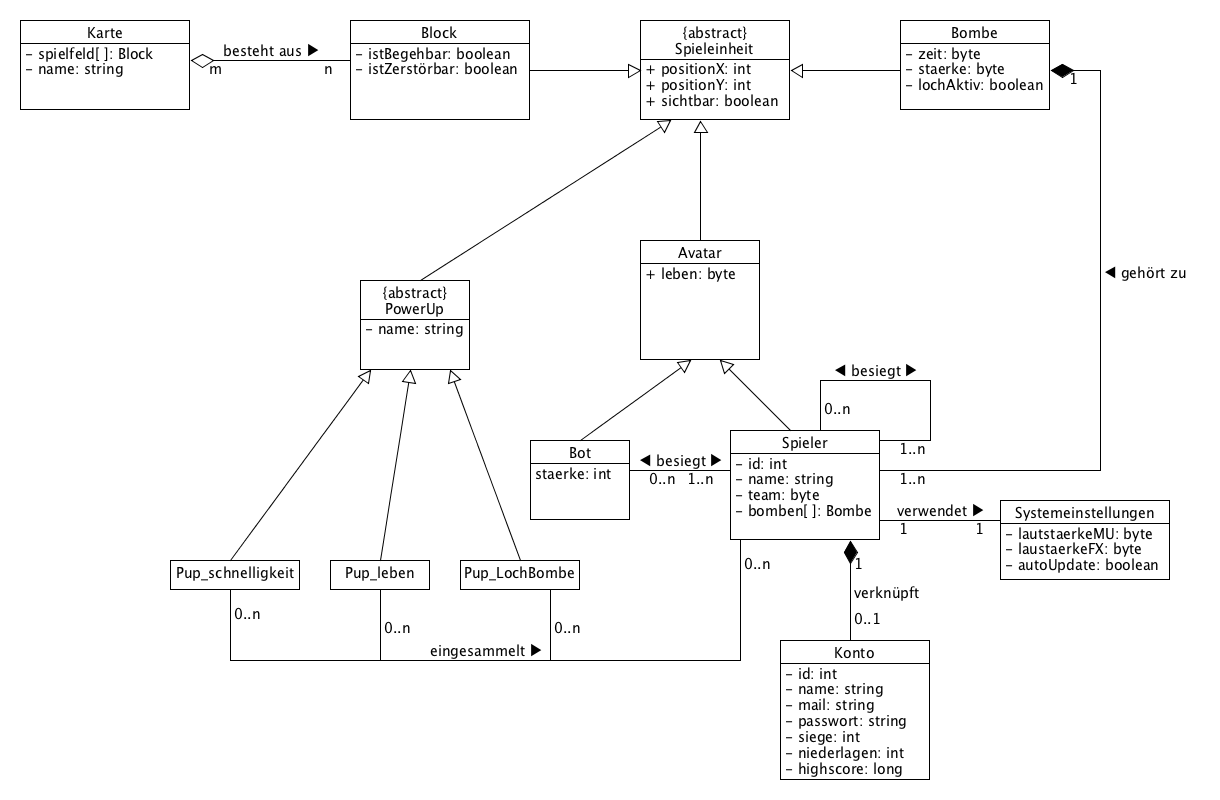 Karte
– spielfeld[ ]: Block
– name: string
besteht aus ▶
m
n
Block
– istBegehbar: boolean
– istZerstörbar: boolean
{abstract}
Spieleinheit
+ positionX: int
+ positionY: int
+ sichtbar: boolean
Bombe
– zeit: byte
– staerke: byte
– lochAktiv: boolean
1
◀ gehört zu
{abstract}
PowerUp
– name: string
Avatar
+ leben: byte
◀ besiegt ▶
0..n
1..n
Bot
staerke: int
◀ besiegt ▶
0..n
1..n
Spieler
– id: int
– name: string
– team: byte
– bomben[ ]: Bombe
1..n
verwendet ▶
1
1
Systemeinstellungen
– lautstaerkeMU: byte
– laustaerkeFX: byte
– autoUpdate: boolean
Pup_schnelligkeit
Pup_leben
Pup_LochBombe
0..n
0..n
0..n
0..n
eingesammelt ▶
1
verknüpft
0..1
Konto
– id: int
– name: string
– mail: string
– passwort: string
– siege: int
– niederlagen: int
– highscore: long